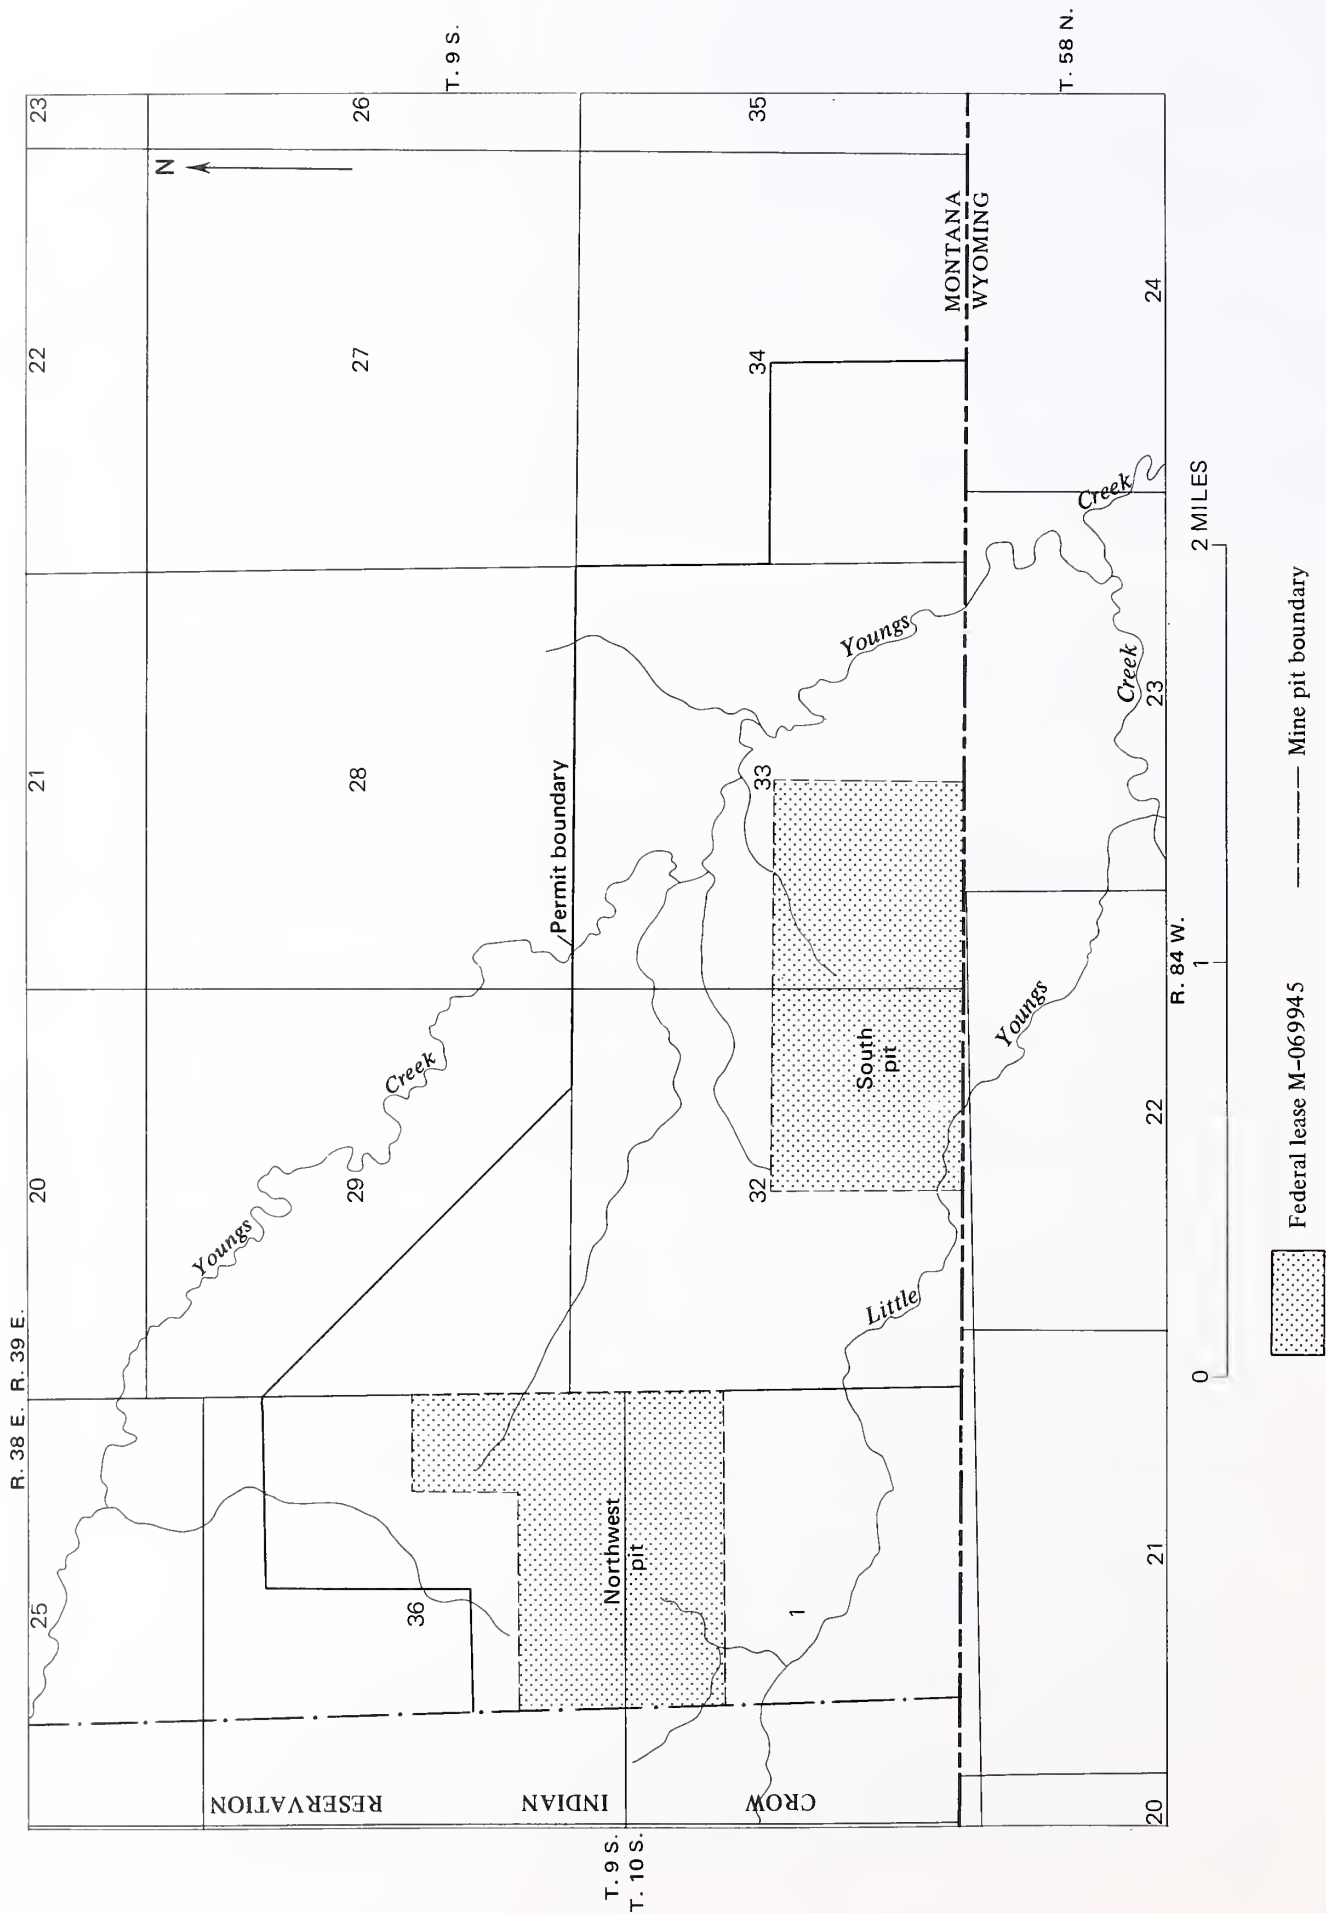 R. 38 E. R. 39 E.
25
20
21
22
23
N
Youngs
Creek
36
29
28
27
26
T. 9 S.
RESERVATION
INDIAN
CROW
Permit boundary
T. 9 S.
T. 10 S.
Northwest
pit
1
32
33
34
35
South
pit
Little
Youngs
Creek
Youngs
Creek
MONTANA
WYOMING
T. 58 N.
20
21
22
23
24
R. 84 W.
0
1
2 MILES
Federal lease M-069945
Mine pit boundary